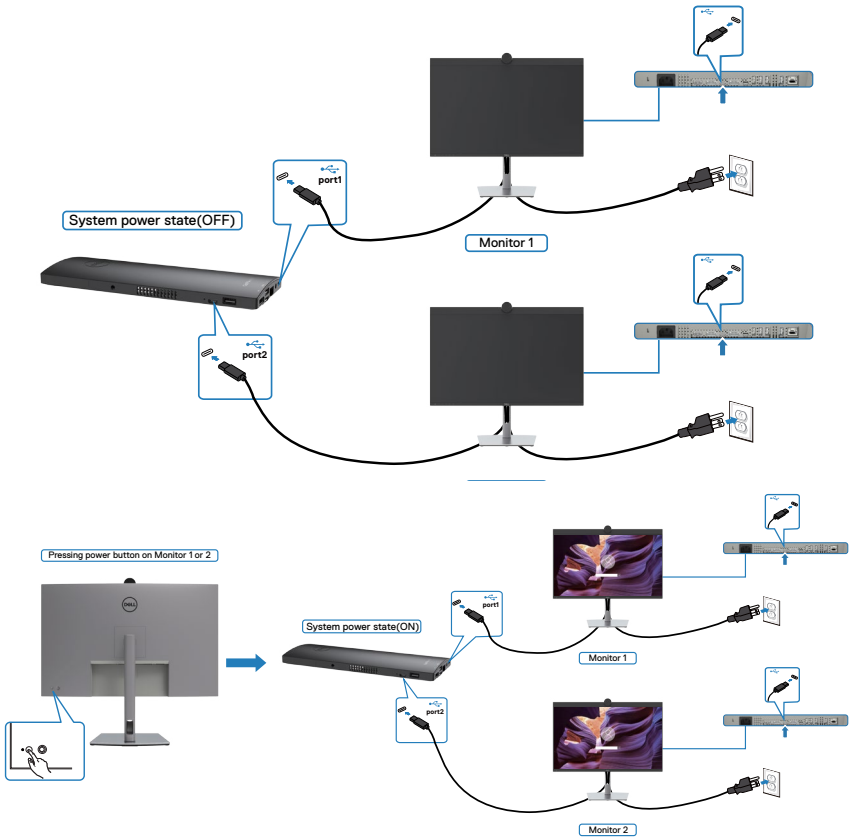 port1
System power state(OFF)
Monitor 1
port2
Pressing power button on Monitor 1 or 2
DELL
System power state(ON)
port1
Monitor 1
port2
Monitor 2